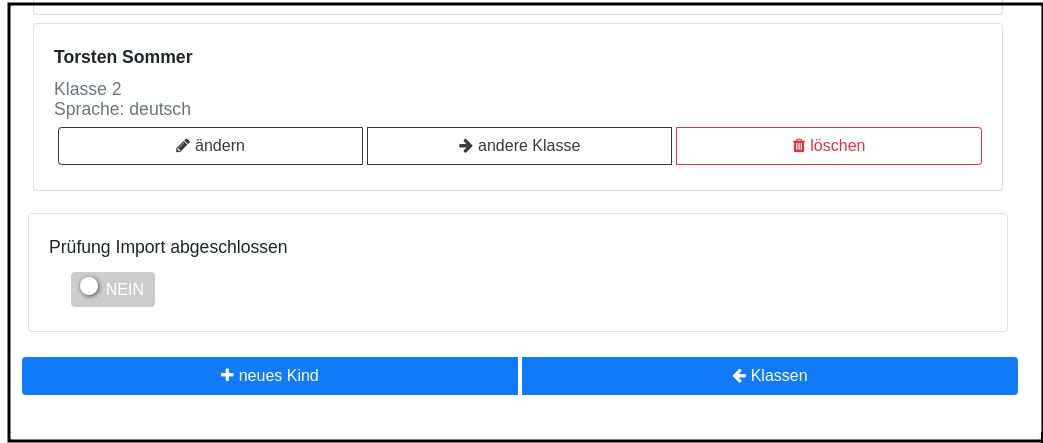 Torsten Sommer
Klasse 2
Sprache: deutsch
ändern
andere Klasse
löschen
Prüfung Import abgeschlossen
NEIN
neues Kind
Klassen